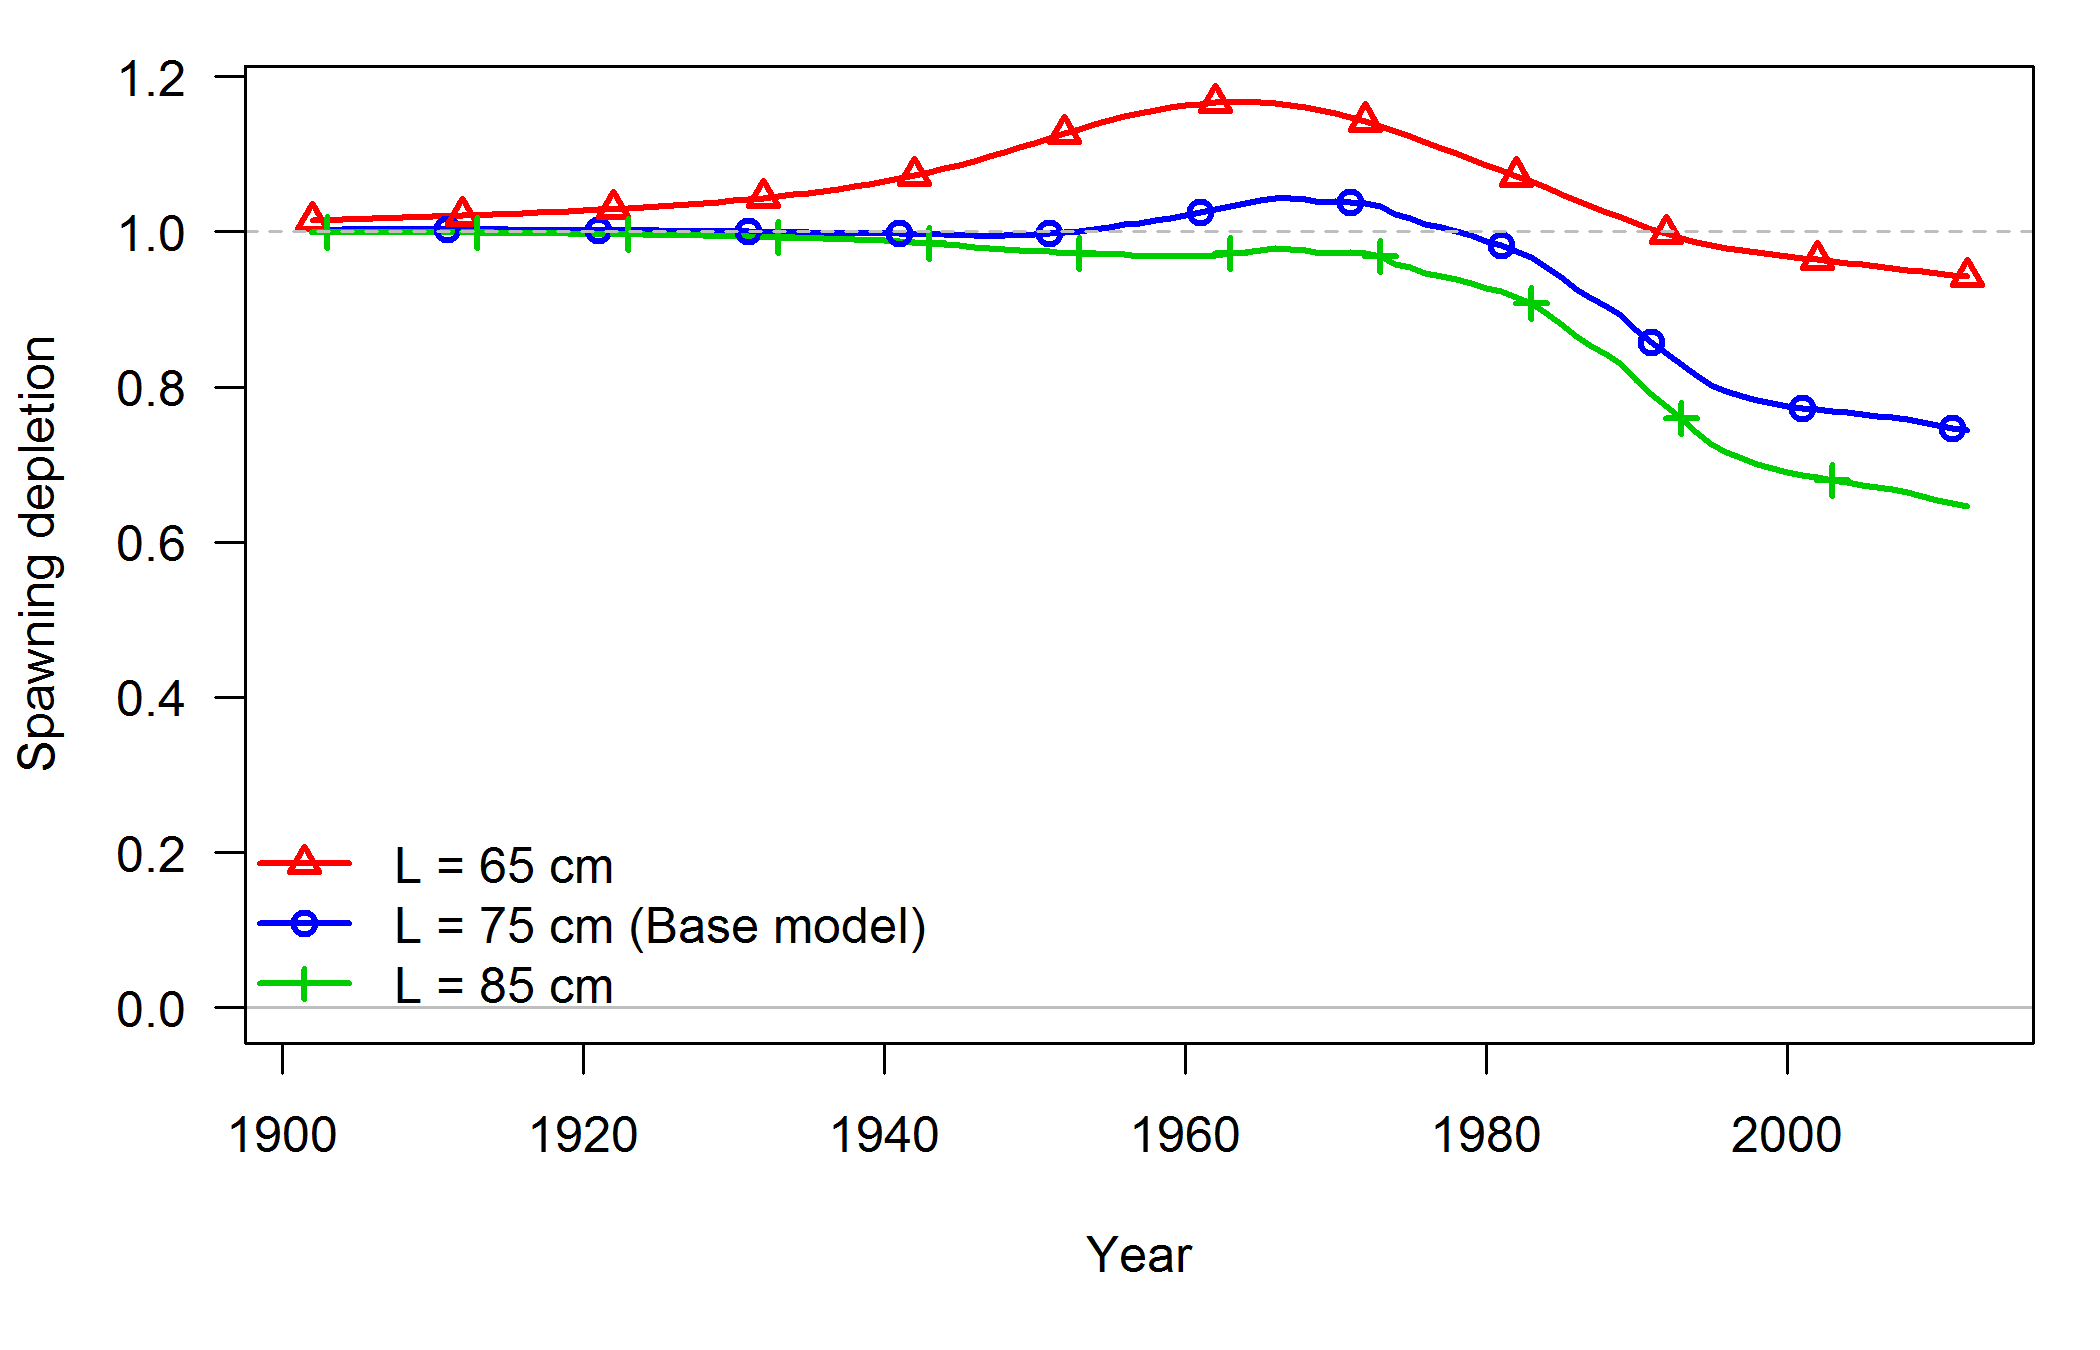 Spawning depletion
1.2
1.0
0.8
0.6
0.4
0.2
0.0
L = 65 cm
L = 75 cm (Base model)
L = 85 cm
1900 1920 1940 1960 1980 2000
Year